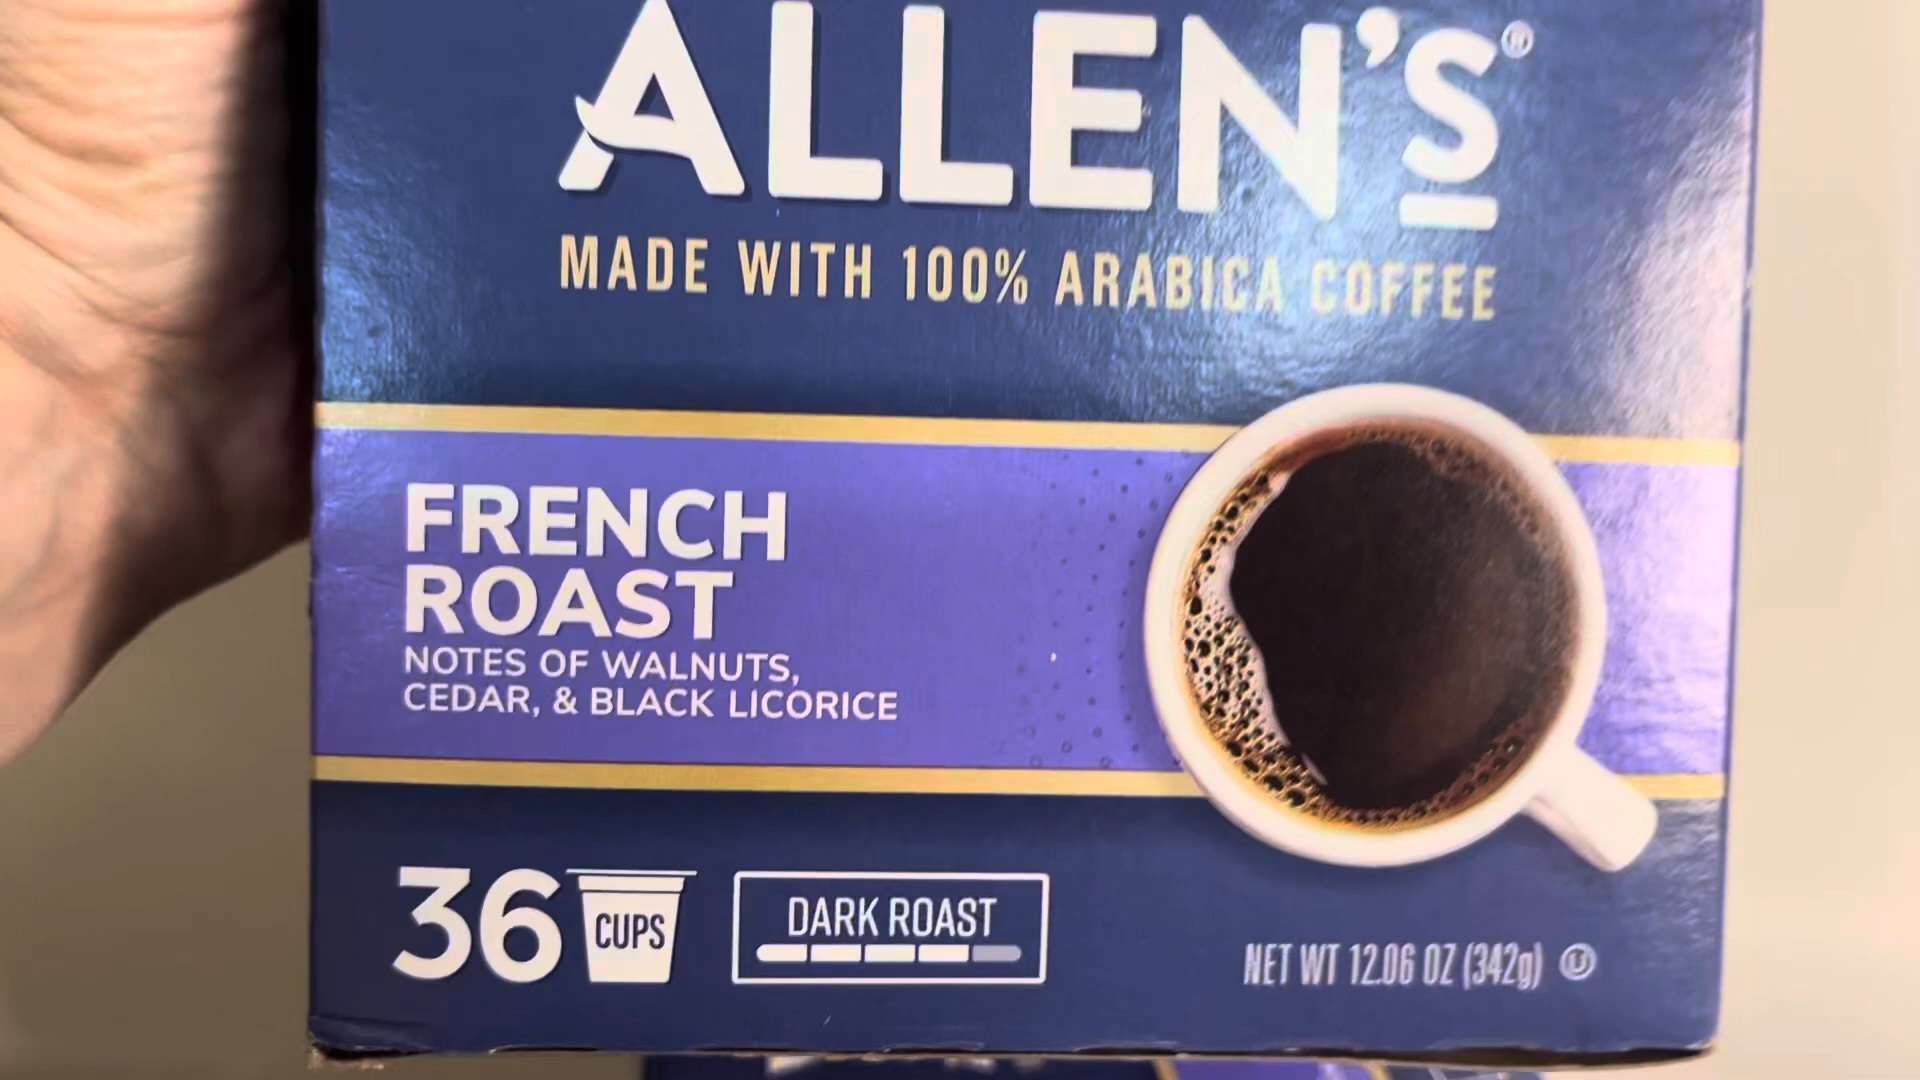 ALLEN'S®
MADE WITH 100% ARABICA COFFEE
FRENCH
ROAST
NOTES OF WALNUTS,
CEDAR, & BLACK LICORICE
36 CUPS
DARK ROAST
NET WT 12.06 OZ (342g) Ⓤ